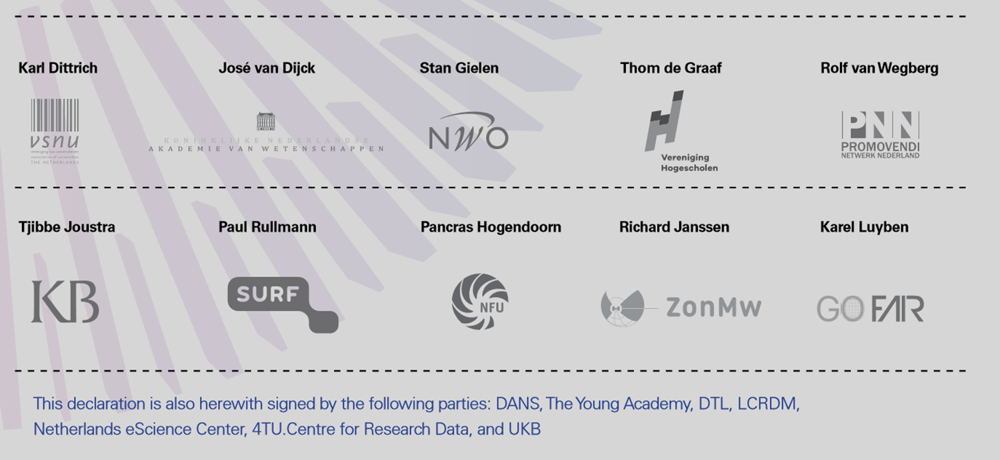 Karl Dittrich
José van Dijck
Stan Gielen
Thom de Graaf
Rolf van Wegberg
vsnu
vereniging van universiteiten
association of universities
THE NETHERLANDS
KONINKLIJKE NEDERLANDSE
AKADEMIE VAN WETENSCHAPPEN
NWO
Vereniging
Hogescholen
PNN
PROMOVENDI
NETWERK NEDERLAND
Tjibbe Joustra
Paul Rullmann
Pancras Hogendoorn
Richard Janssen
Karel Luyben
KB
SURF
NFU
ZonMw
GO FAIR
This declaration is also herewith signed by the following parties: DANS, The Young Academy, DTL, LCRDM,
Netherlands eScience Center, 4TU.Centre for Research Data, and UKB